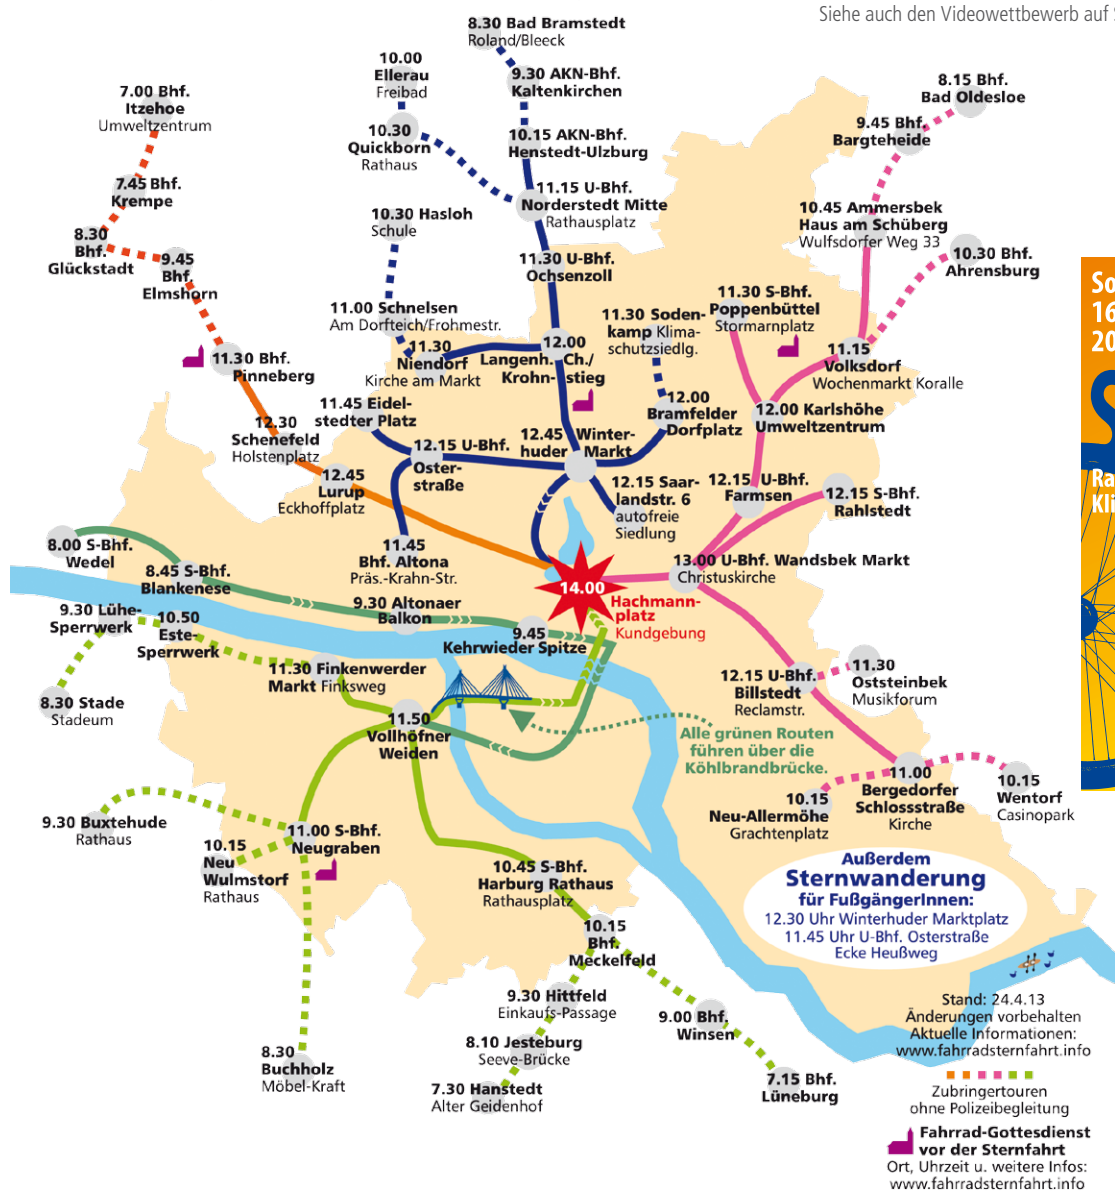 Siehe auch den Videowettbewerb auf
8.30 Bad Bramstedt
Roland/Bleeck
10.00
Ellerau
Freibad
9.30 AKN-Bhf.
Kaltenkirchen
7.00 Bhf.
Itzehoe
Umweltzentrum
8.15 Bhf.
Bad Oldesloe
10.30
Quickborn
Rathaus
10.15 AKN-Bhf.
Henstedt-Ulzburg
9.45 Bhf.
Bargteheide
7.45 Bhf.
Krempe
11.15 U-Bhf.
Norderstedt Mitte
Rathausplatz
10.30 Hasloh
Schule
10.45 Ammersbek
Haus am Schüberg
Wulfsdorfer Weg 33
8.30
Bhf.
Glückstadt
9.45
Bhf.
Elmshorn
11.30 U-Bhf.
Ochsenzoll
10.30 Bhf.
Ahrensburg
11.00 Schnelsen
Am Dorfteich/Frohmestr.
11.30 Soden-
kamp Klima-
schutzsiedlg.
11.30 S-Bhf.
Poppenbüttel
Stormarnplatz
So
16
20
11.30 Bhf.
Pinneberg
11.30
Niendorf
Kirche am Markt
12.00
Langenh. Ch./
Krohn-stieg
11.15
Volksdorf
Wochenmarkt Koralle
11.45 Eidel-
stedter Platz
12.00
Bramfelder
Dorfplatz
12.00 Karlshöhe
Umweltzentrum
12.30
Schenefeld
Holstenplatz
12.15 U-Bhf.
Oster-
straße
12.45 Winter-
huder Markt
12.45
Lurup
Eckhoffplatz
12.15 Saar-
landstr. 6
autofreie
Siedlung
12.15 U-Bhf.
Farmsen
12.15 S-Bhf.
Rahlstedt
Ra
Kli
8.00 S-Bhf.
Wedel
11.45
Bhf. Altona
Präs.-Krahn-Str.
13.00 U-Bhf. Wandsbek Markt
Christuskirche
8.45 S-Bhf.
Blankenese
14.00
Hachmann-
platz
Kundgebung
9.30 Altonaer
Balkon
9.45
Kehrwieder Spitze
9.30 Lühe-
Sperrwerk
10.50
Este-
Sperrwerk
11.30 Finkenwerder
Markt Finksweg
12.15 U-Bhf.
Billstedt
Reclamstr.
11.30
Oststeinbek
Musikforum
8.30 Stade
Stadeum
11.50
Vollhöfner
Weiden
Alle grünen Routen
führen über die
Köhlbrandbrücke.
11.00
Bergedorfer
Schlossstraße
Kirche
10.15
Wentorf
Casinopark
10.15
Neu-Allermöhe
Grachtenplatz
9.30 Buxtehude
Rathaus
11.00 S-Bhf.
Neugraben
10.15
Neu
Wulmstorf
Rathaus
10.45 S-Bhf.
Harburg Rathaus
Rathausplatz
Außerdem
Sternwanderung
für FußgängerInnen:
12.30 Uhr Winterhuder Marktplatz
11.45 Uhr U-Bhf. Osterstraße
Ecke Heußweg
10.15
Bhf.
Meckelfeld
9.30 Hittfeld
Einkaufs-Passage
9.00 Bhf.
Winsen
8.10 Jesteburg
Seeve-Brücke
8.30
Buchholz
Möbel-Kraft
7.30 Hanstedt
Alter Geidenhof
7.15 Bhf.
Lüneburg
Stand: 24.4.13
Änderungen vorbehalten
Aktuelle Informationen:
www.fahrradsternfahrt.info
Zubringertouren
ohne Polizeibegleitung
Fahrrad-Gottesdienst
vor der Sternfahrt
Ort, Uhrzeit u. weitere Infos:
www.fahrradsternfahrt.info